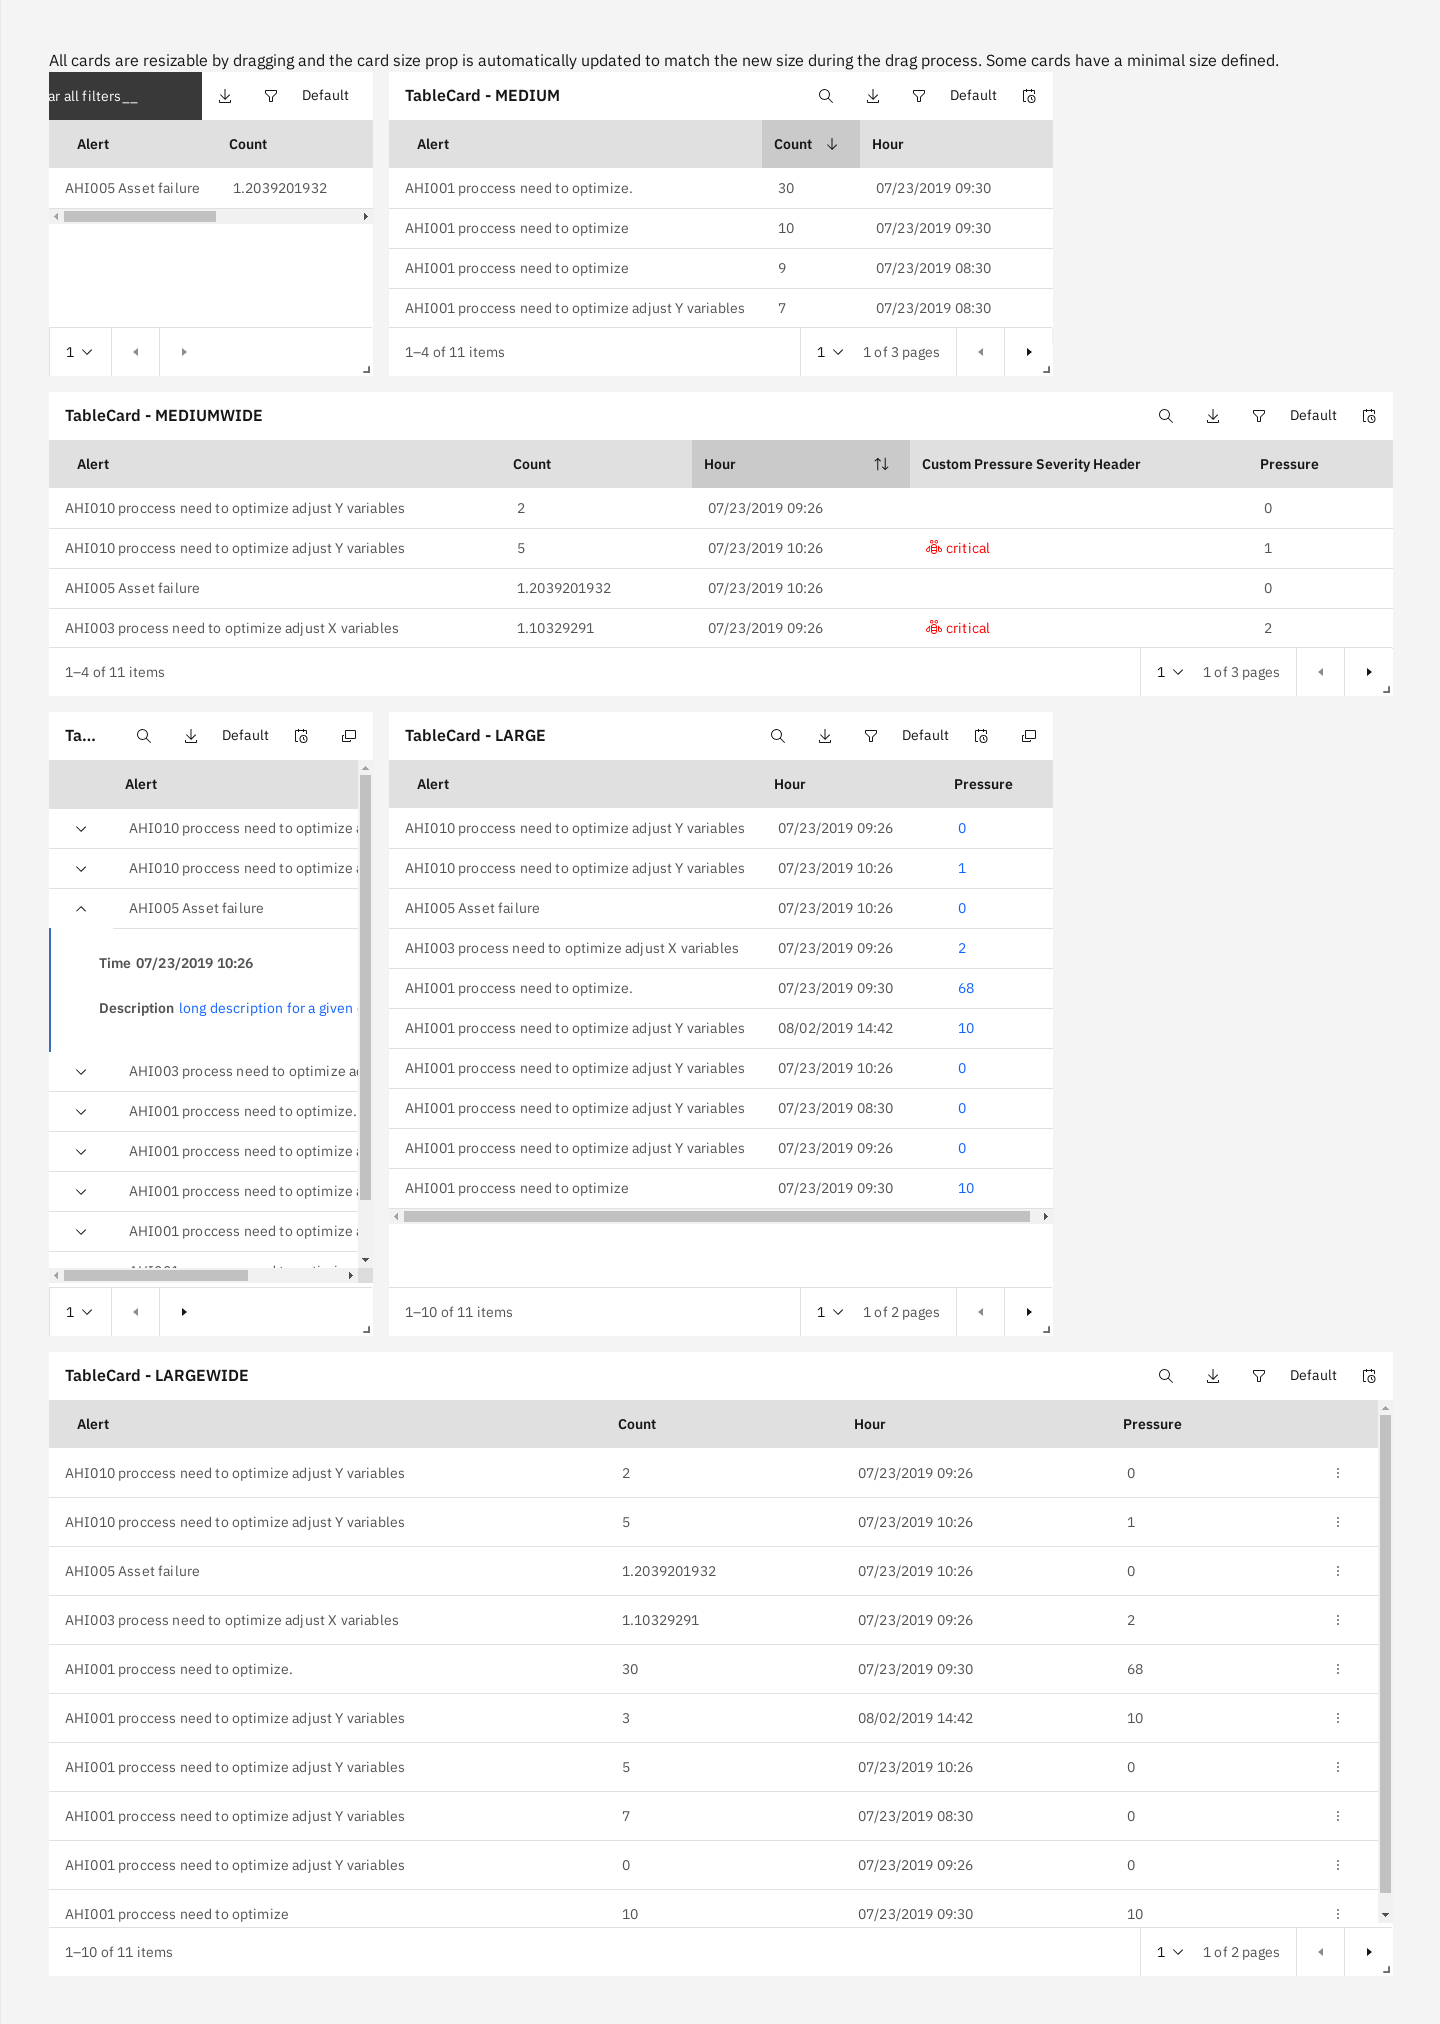 All cards are resizable by dragging and the card size prop is automatically updated to match the new size during the drag process. Some cards have a minimal size defined.
ar all filters__ Default
Alert Count
AHI005 Asset failure 1.2039201932
1
TableCard - MEDIUM Default
Alert Count Hour
AHI001 proccess need to optimize. 30 07/23/2019 09:30
AHI001 proccess need to optimize 10 07/23/2019 09:30
AHI001 proccess need to optimize 9 07/23/2019 08:30
AHI001 proccess need to optimize adjust Y variables 7 07/23/2019 08:30
1–4 of 11 items 1 1 of 3 pages
TableCard - MEDIUMWIDE Default
Alert Count Hour Custom Pressure Severity Header Pressure
AHI010 proccess need to optimize adjust Y variables 2 07/23/2019 09:26 0
AHI010 proccess need to optimize adjust Y variables 5 07/23/2019 10:26 critical 1
AHI005 Asset failure 1.2039201932 07/23/2019 10:26 0
AHI003 process need to optimize adjust X variables 1.10329291 07/23/2019 09:26 critical 2
1–4 of 11 items 1 1 of 3 pages
Ta... Default
Alert
AHI010 proccess need to optimize
AHI010 proccess need to optimize
AHI005 Asset failure
Time 07/23/2019 10:26
Description long description for a given
AHI003 process need to optimize
AHI001 proccess need to optimize.
AHI001 proccess need to optimize
AHI001 proccess need to optimize
AHI001 proccess need to optimize
1
TableCard - LARGE Default
Alert Hour Pressure
AHI010 proccess need to optimize adjust Y variables 07/23/2019 09:26 0
AHI010 proccess need to optimize adjust Y variables 07/23/2019 10:26 1
AHI005 Asset failure 07/23/2019 10:26 0
AHI003 process need to optimize adjust X variables 07/23/2019 09:26 2
AHI001 proccess need to optimize. 07/23/2019 09:30 68
AHI001 proccess need to optimize adjust Y variables 08/02/2019 14:42 10
AHI001 proccess need to optimize adjust Y variables 07/23/2019 10:26 0
AHI001 proccess need to optimize adjust Y variables 07/23/2019 08:30 0
AHI001 proccess need to optimize adjust Y variables 07/23/2019 09:26 0
AHI001 proccess need to optimize 07/23/2019 09:30 10
1–10 of 11 items 1 1 of 2 pages
TableCard - LARGEWIDE Default
Alert Count Hour Pressure
AHI010 proccess need to optimize adjust Y variables 2 07/23/2019 09:26 0
AHI010 proccess need to optimize adjust Y variables 5 07/23/2019 10:26 1
AHI005 Asset failure 1.2039201932 07/23/2019 10:26 0
AHI003 process need to optimize adjust X variables 1.10329291 07/23/2019 09:26 2
AHI001 proccess need to optimize. 30 07/23/2019 09:30 68
AHI001 proccess need to optimize adjust Y variables 3 08/02/2019 14:42 10
AHI001 proccess need to optimize adjust Y variables 5 07/23/2019 10:26 0
AHI001 proccess need to optimize adjust Y variables 7 07/23/2019 08:30 0
AHI001 proccess need to optimize adjust Y variables 0 07/23/2019 09:26 0
AHI001 proccess need to optimize 10 07/23/2019 09:30 10
1–10 of 11 items 1 1 of 2 pages